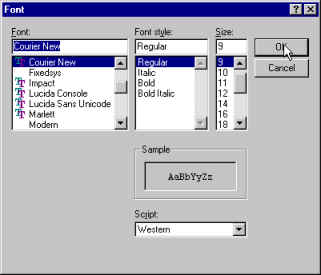 Font
Font: Font style: Size:
Courier New Regular 9 OK
Courier New Regular 9 Cancel
Fixedsys Italic 10
Impact Bold 11
Lucida Console Bold Italic 12
Lucida Sans Unicode 14
Marlett 16
Modern 18
Sample
AaBbYyZz
Script:
Western